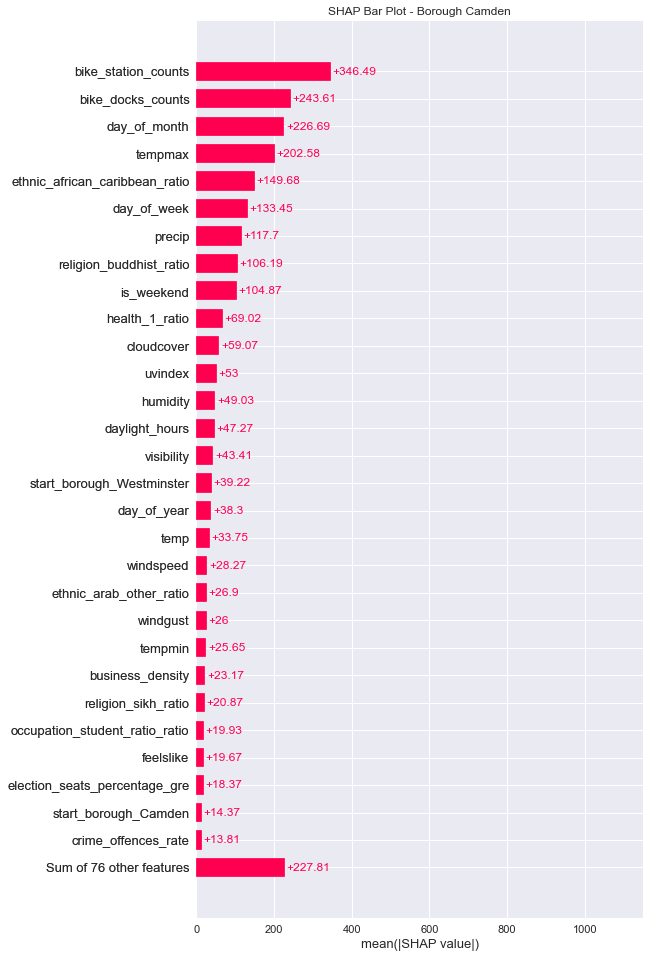 SHAP Bar Plot - Borough Camden
bike_station_counts +346.49
bike_docks_counts +243.61
day_of_month +226.69
tempmax +202.58
ethnic_african_caribbean_ratio +149.68
day_of_week +133.45
precip +117.7
religion_buddhist_ratio +106.19
is_weekend +104.87
health_1_ratio +69.02
cloudcover +59.07
uvindex +53
humidity +49.03
daylight_hours +47.27
visibility +43.41
start_borough_Westminster +39.22
day_of_year +38.3
temp +33.75
windspeed +28.27
ethnic_arab_other_ratio +26.9
windgust +26
tempmin +25.65
business_density +23.17
religion_sikh_ratio +20.87
occupation_student_ratio_ratio +19.93
feelslike +19.67
election_seats_percentage_gre +18.37
start_borough_Camden +14.37
crime_offences_rate +13.81
Sum of 76 other features +227.81
0 200 400 600 800 1000
mean(|SHAP value|)